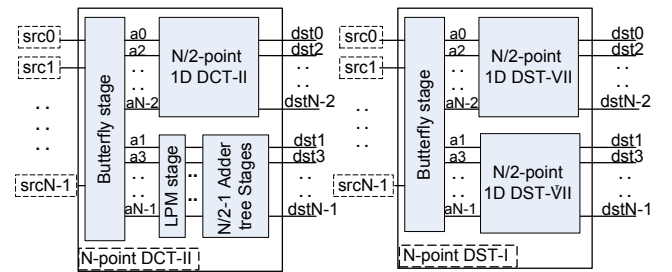 src0
src1
srcN-1
Butterfly stage
a0
a2
aN-2
a1
a3
aN-1
N/2-point
1D DCT-II
LPM stage
N/2-1 Adder
tree Stages
dst0
dst2
dstN-2
dst1
dst3
dstN-1
N-point DCT-II
src0
src1
srcN-1
Butterfly stage
a0
a2
aN-2
a1
a3
aN-1
N/2-point
1D DST-VII
N/2-point
1D DST-ṼII
dst0
dst2
dstN-2
dst1
dst3
dstN-1
N-point DST-I